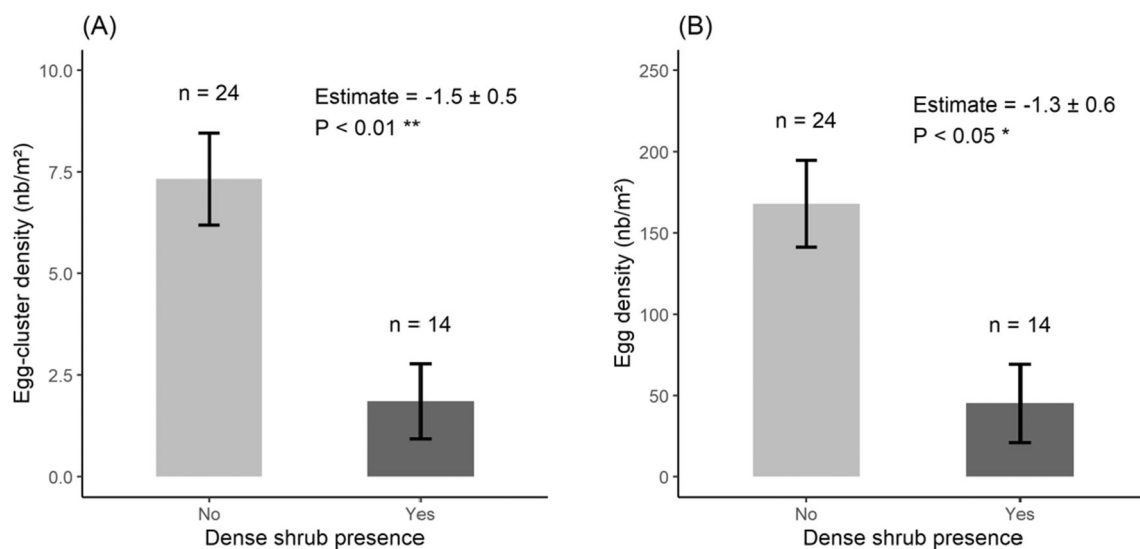 (A)
Egg-cluster density (nb/m²)
10.0
7.5
5.0
2.5
0.0
n = 24
Estimate = -1.5 ± 0.5
P < 0.01 **
n = 14
No
Yes
Dense shrub presence
(B)
Egg density (nb/m²)
250
200
150
100
50
0
n = 24
Estimate = -1.3 ± 0.6
P < 0.05 *
n = 14
No
Yes
Dense shrub presence